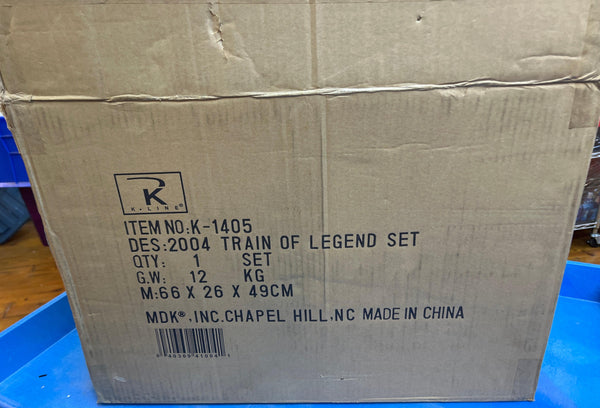 K
K-LINE®
ITEM NO.:K-1405
DES.:2004 TRAIN OF LEGEND SET
QTY: 1 SET
G.W: 12 KG
M:66 X 26 X 49CM
MDK®,INC.CHAPEL HILL,NC MADE IN CHINA